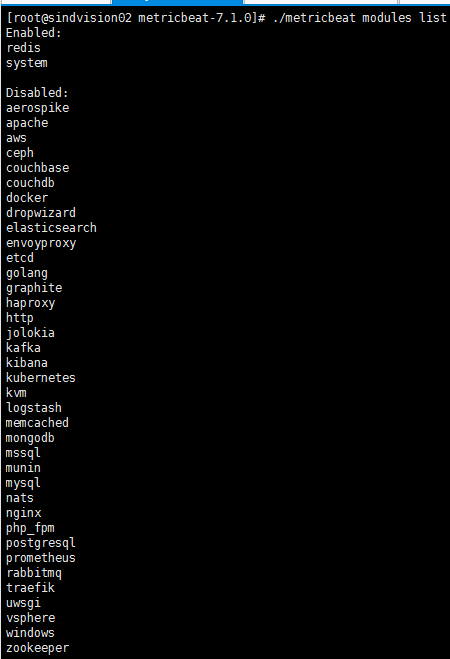 [root@sindvision02 metricbeat-7.1.0]# ./metricbeat modules list
Enabled:
redis
system
Disabled:
aerospike
apache
aws
ceph
couchbase
couchdb
docker
dropwizard
elasticsearch
envoyproxy
etcd
golang
graphite
haproxy
http
jolokia
kafka
kibana
kubernetes
kvm
logstash
memcached
mongodb
mssql
munin
mysql
nats
nginx
php_fpm
postgresql
prometheus
rabbitmq
traefik
uwsgi
vsphere
windows
zookeeper